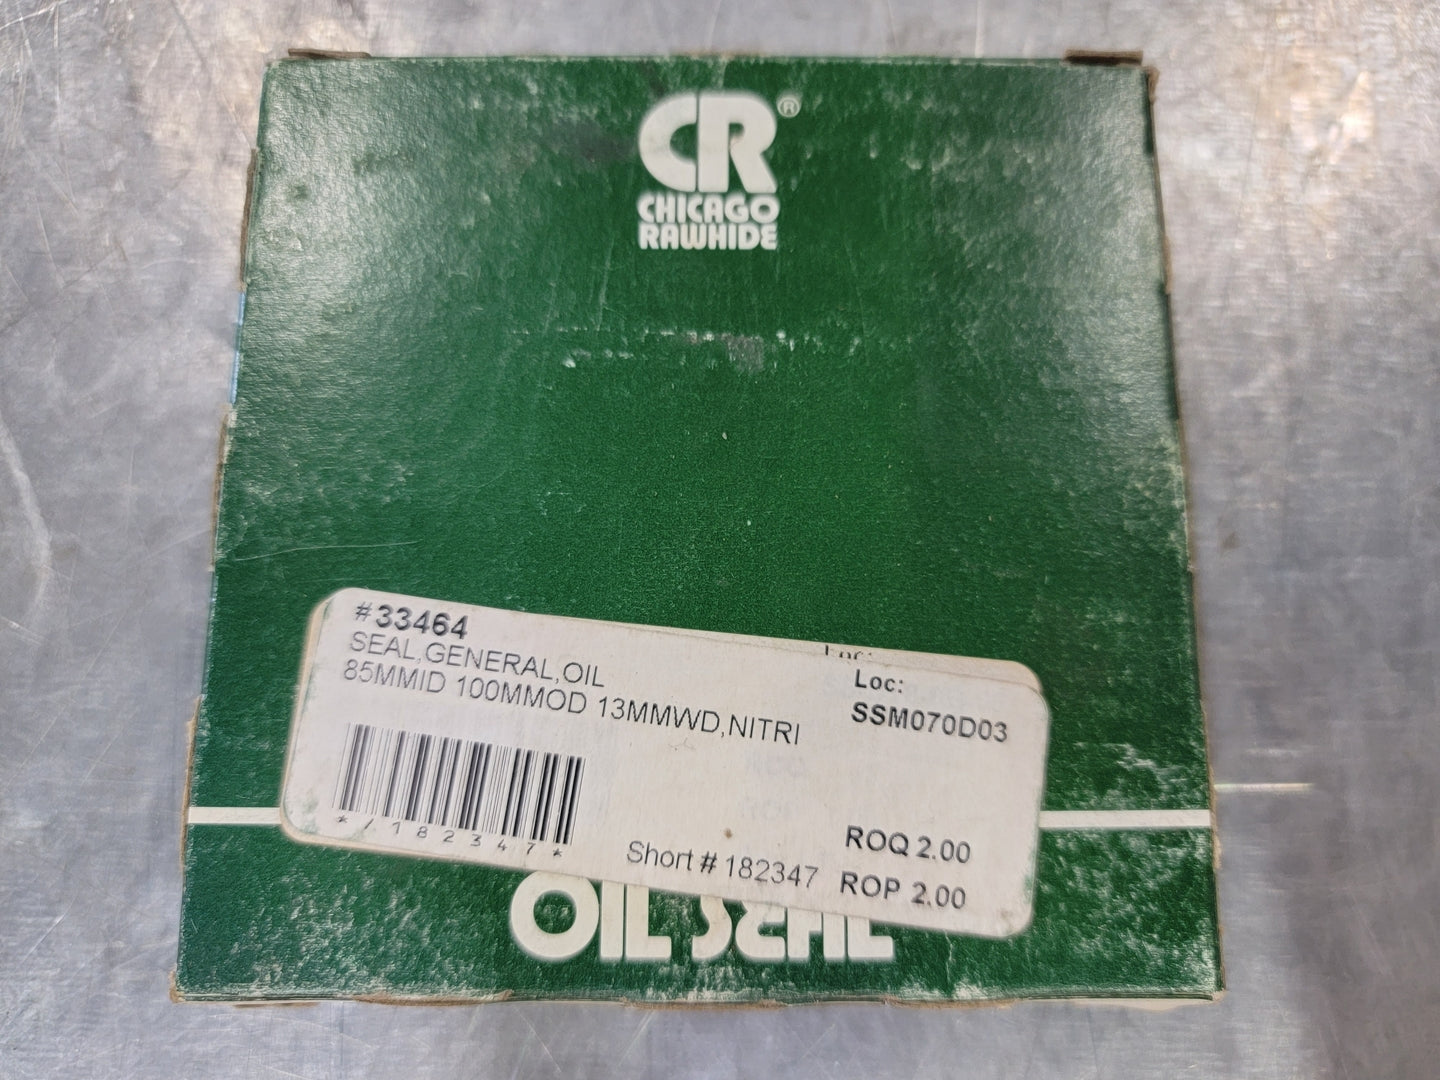 CR®
CHICAGO
RAWHIDE
#33464
SEAL,GENERAL,OIL
85MMID 100MMOD 13MMWD,NITRI
Loc:
Loc:
SSM070D03
*/182347*
Short # 182347
ROQ 2.00
ROP 2.00
OIL SEAL